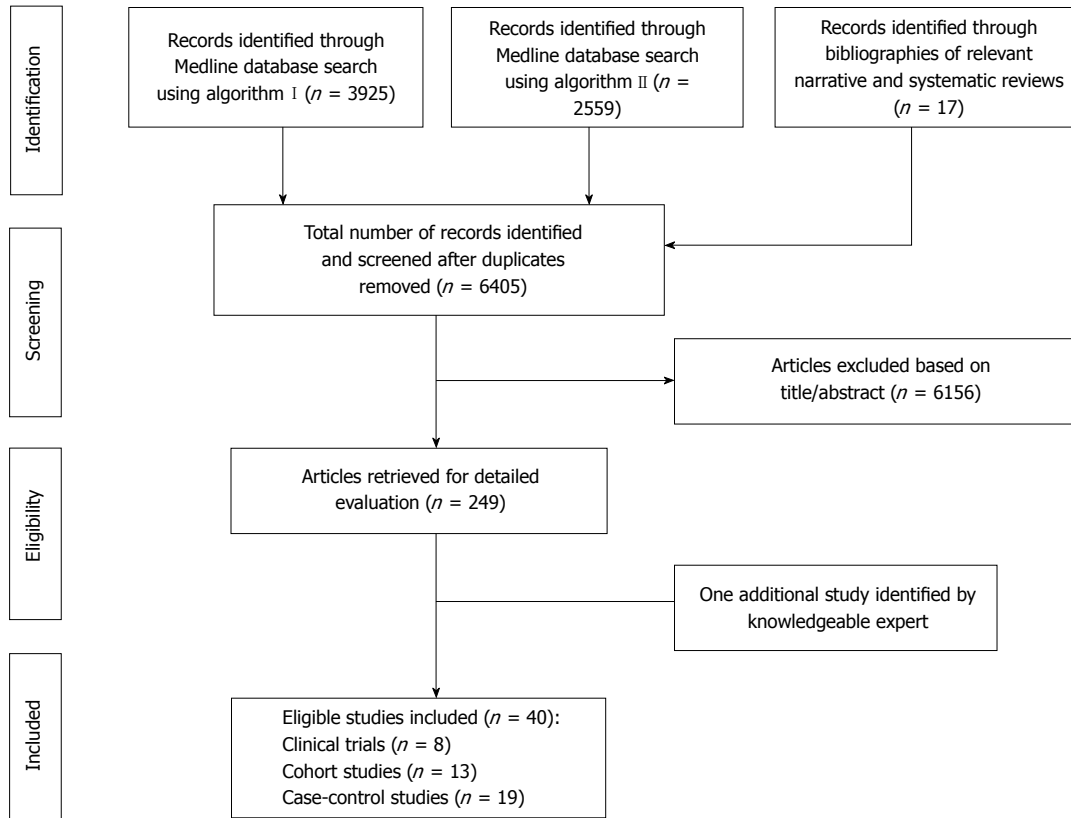 Identification
Records identified through
Medline database search
using algorithm Ⅰ (n = 3925)
Records identified through
Medline database search
using algorithm Ⅱ (n =
2559)
Records identified through
bibliographies of relevant
narrative and systematic reviews
(n = 17)
Screening
Total number of records identified
and screened after duplicates
removed (n = 6405)
Articles excluded based on
title/abstract (n = 6156)
Eligibility
Articles retrieved for detailed
evaluation (n = 249)
One additional study identified by
knowledgeable expert
Included
Eligible studies included (n = 40):
Clinical trials (n = 8)
Cohort studies (n = 13)
Case-control studies (n = 19)